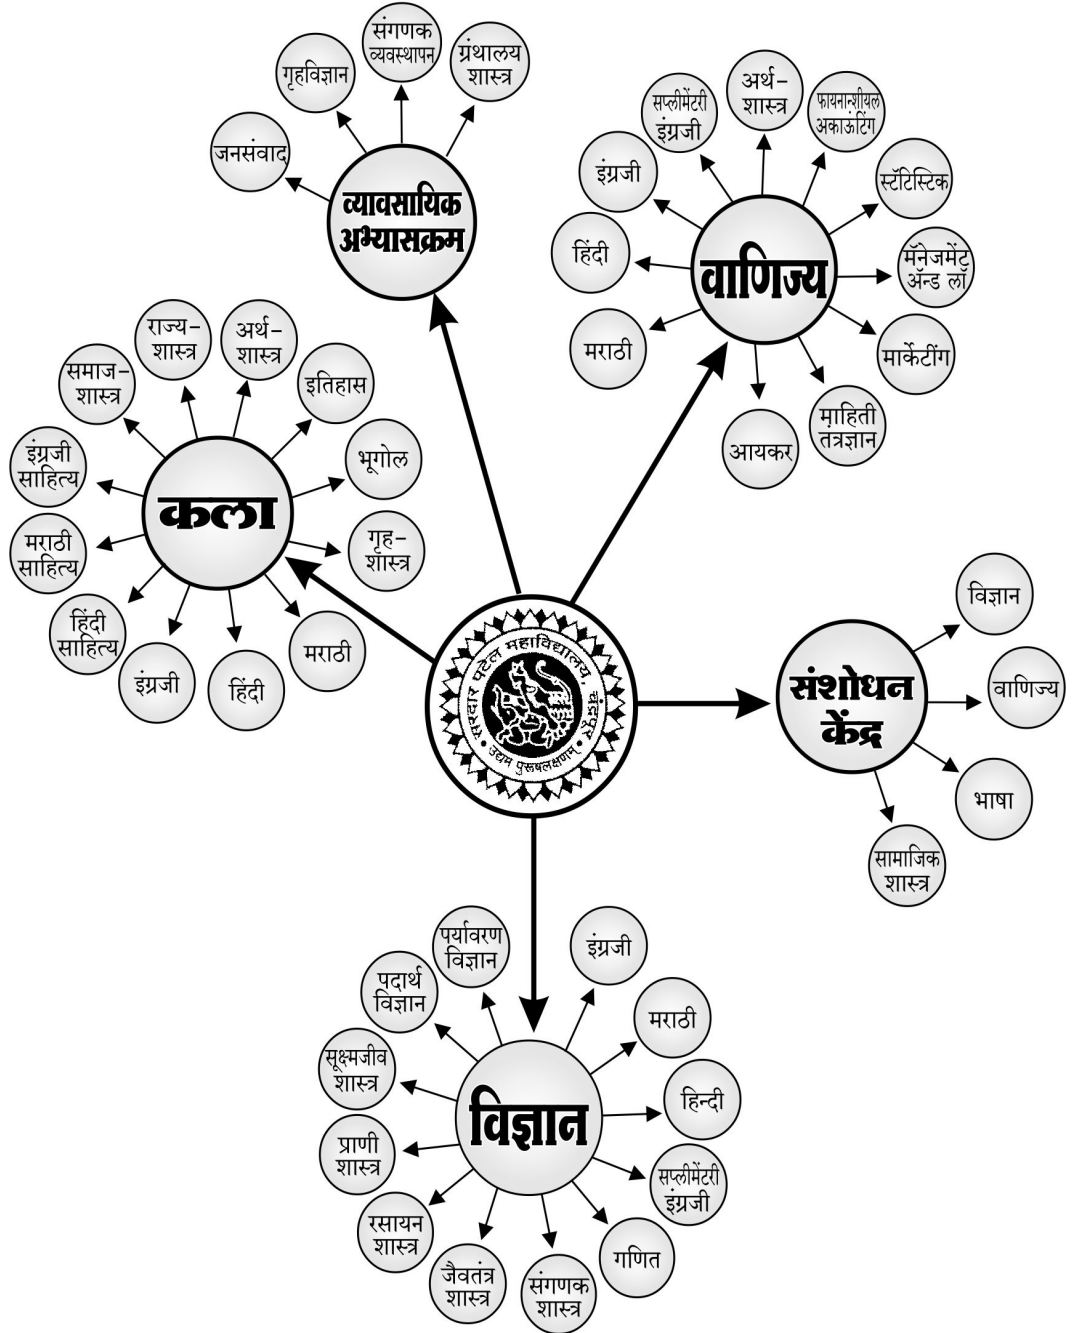 संगणक
व्यवस्थापन
ग्रंथालय
शास्त्र
गृहविज्ञान
जनसंवाद
व्यावसायिक
अभ्यासक्रम
अर्थ-
शास्त्र
सप्लीमेंटरी
इंग्रजी
फायनान्शीयल
अकाऊंटिंग
इंग्रजी
स्टॅटिस्टिक
हिंदी
मॅनेजमेंट
ॲन्ड लॉ
वाणिज्य
मराठी
मार्केटींग
आयकर
माहिती
तंत्रज्ञान
राज्य-
शास्त्र
अर्थ-
शास्त्र
समाज-
शास्त्र
इतिहास
इंग्रजी
साहित्य
भूगोल
कला
मराठी
साहित्य
गृह-
शास्त्र
हिंदी
साहित्य
इंग्रजी
हिंदी
मराठी
सरदार पटेल महाविद्यालय, चंद्रपूर
उद्यम पुरूषलक्षणम्
विज्ञान
संशोधन
केंद्र
वाणिज्य
भाषा
सामाजिक
शास्त्र
पर्यावरण
विज्ञान
इंग्रजी
पदार्थ
विज्ञान
मराठी
सूक्ष्मजीव
शास्त्र
हिन्दी
विज्ञान
प्राणी
शास्त्र
सप्लीमेंटरी
इंग्रजी
रसायन
शास्त्र
गणित
जैवतंत्र
शास्त्र
संगणक
शास्त्र